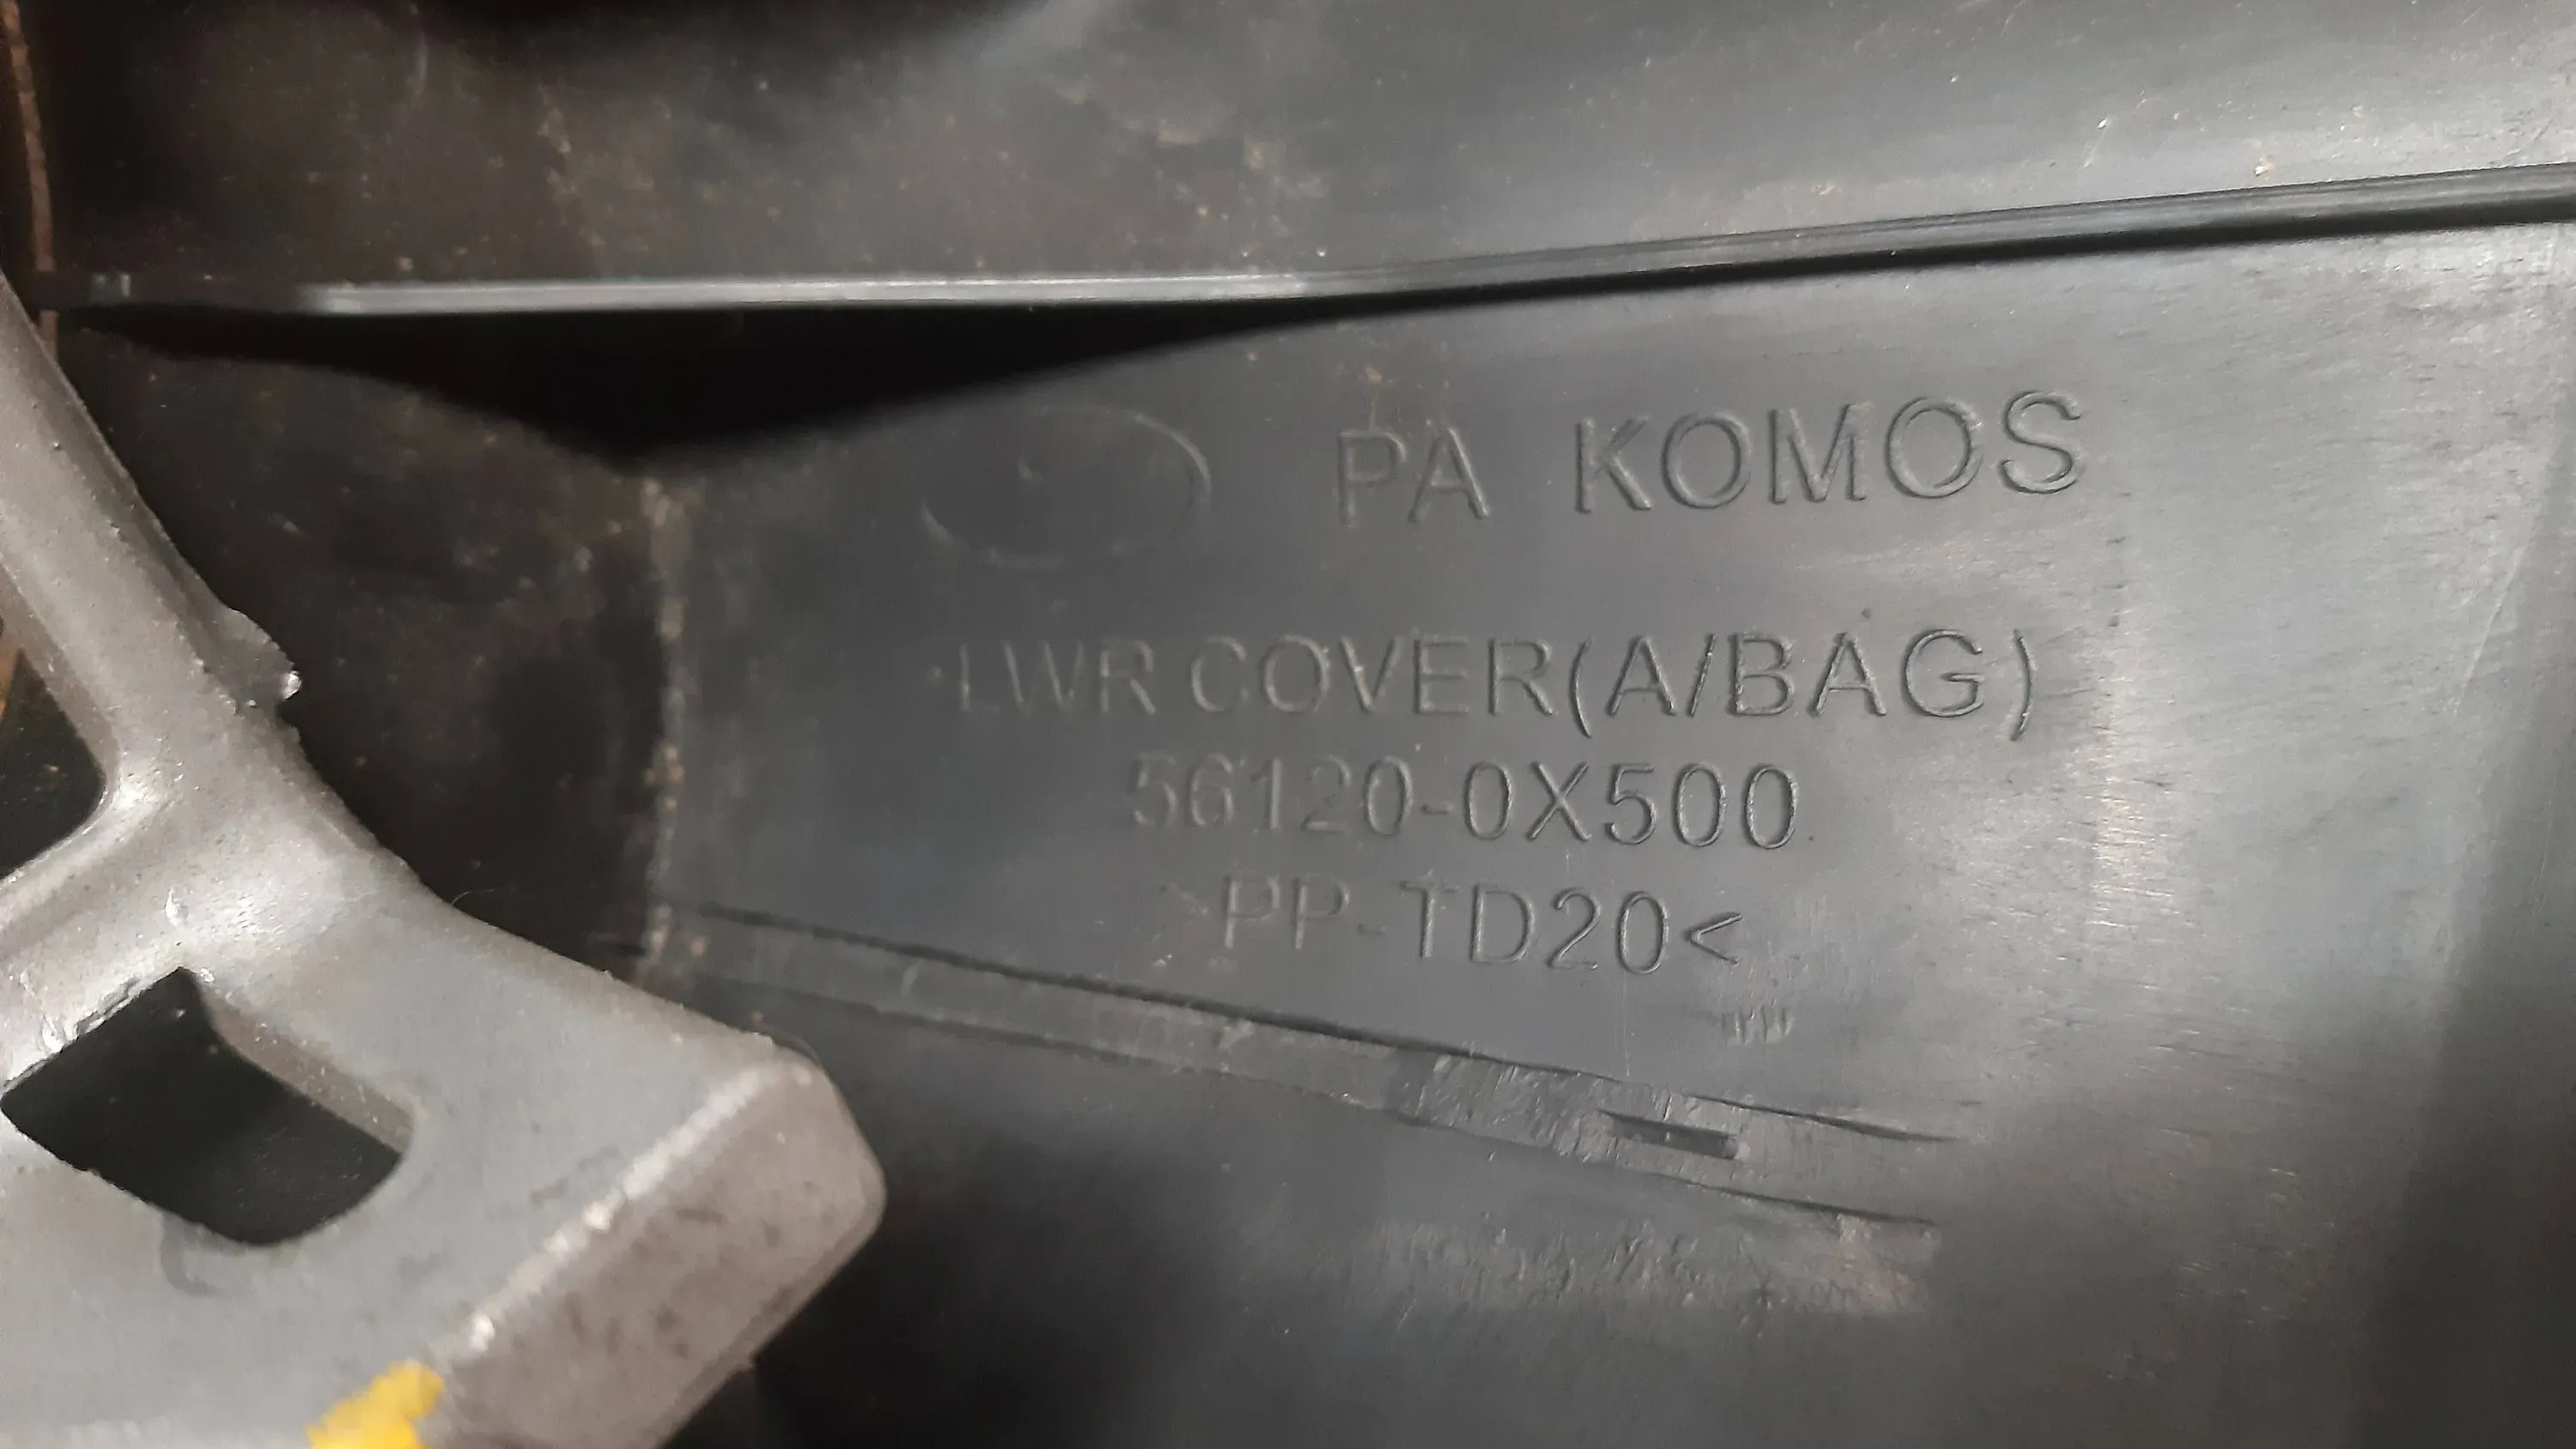 PA KOMOS
LWR COVER(A/BAG)
56120-0X500
>PP-TD20<